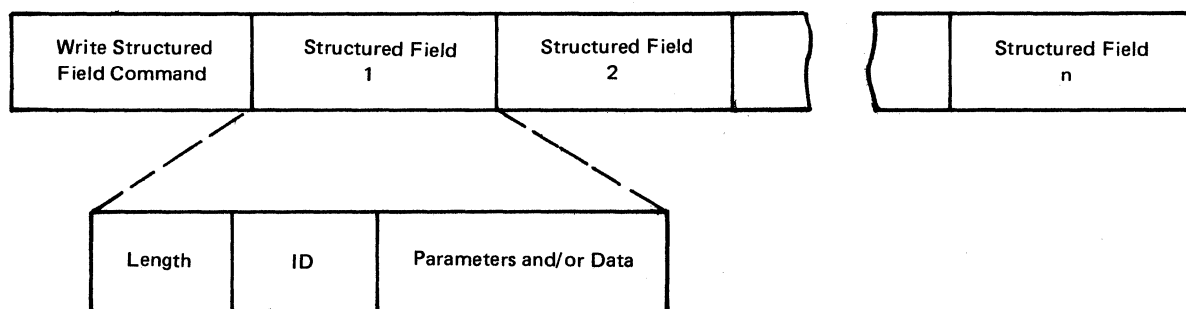 Write Structured
Field Command
Structured Field
1
Structured Field
2
Structured Field
n
Length
ID
Parameters and/or Data